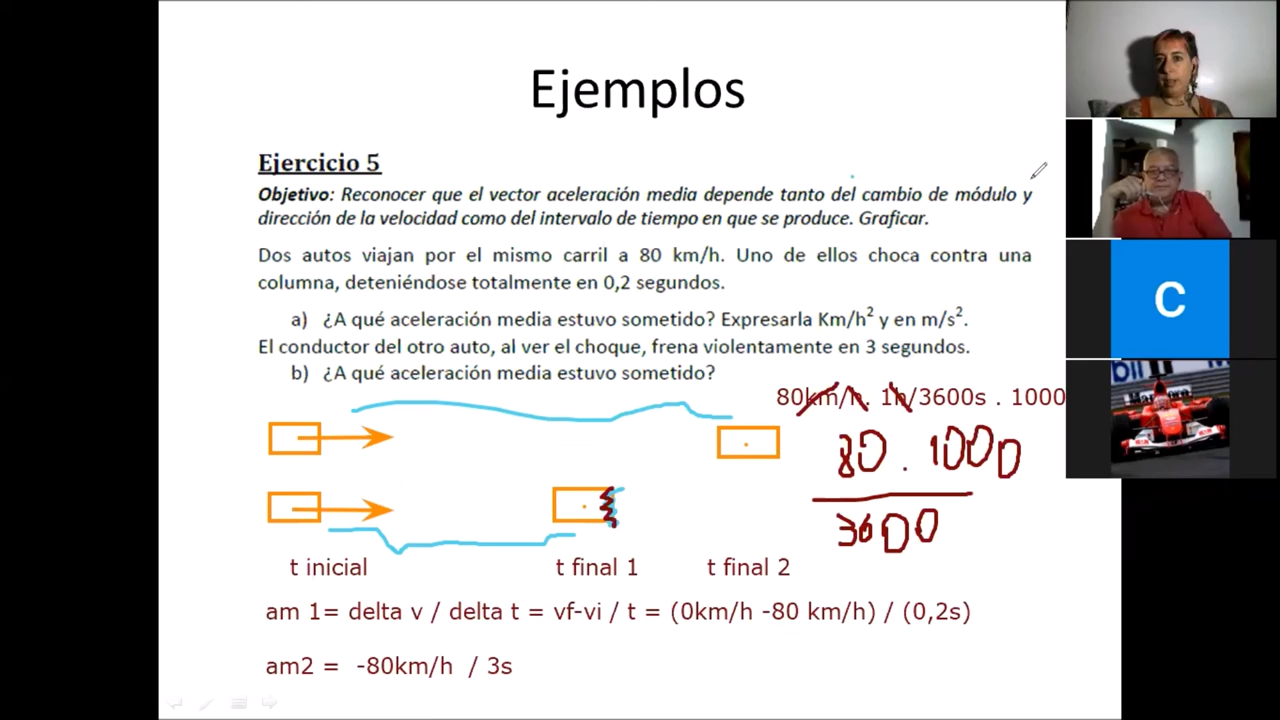 Ejemplos
Ejercicio 5
Objetivo: Reconocer que el vector aceleración media depende tanto del cambio de módulo y
dirección de la velocidad como del intervalo de tiempo en que se produce. Graficar.
Dos autos viajan por el mismo carril a 80 km/h. Uno de ellos choca contra una
columna, deteniéndose totalmente en 0,2 segundos.
a) ¿A qué aceleración media estuvo sometido? Expresarla Km/h² y en m/s².
El conductor del otro auto, al ver el choque, frena violentamente en 3 segundos.
b) ¿A qué aceleración media estuvo sometido?
80km/h. 1h/3600s . 1000
80 . 1000
3600
t inicial t final 1 t final 2
am 1= delta v / delta t = vf-vi / t = (0km/h -80 km/h) / (0,2s)
am2 = -80km/h / 3s
C